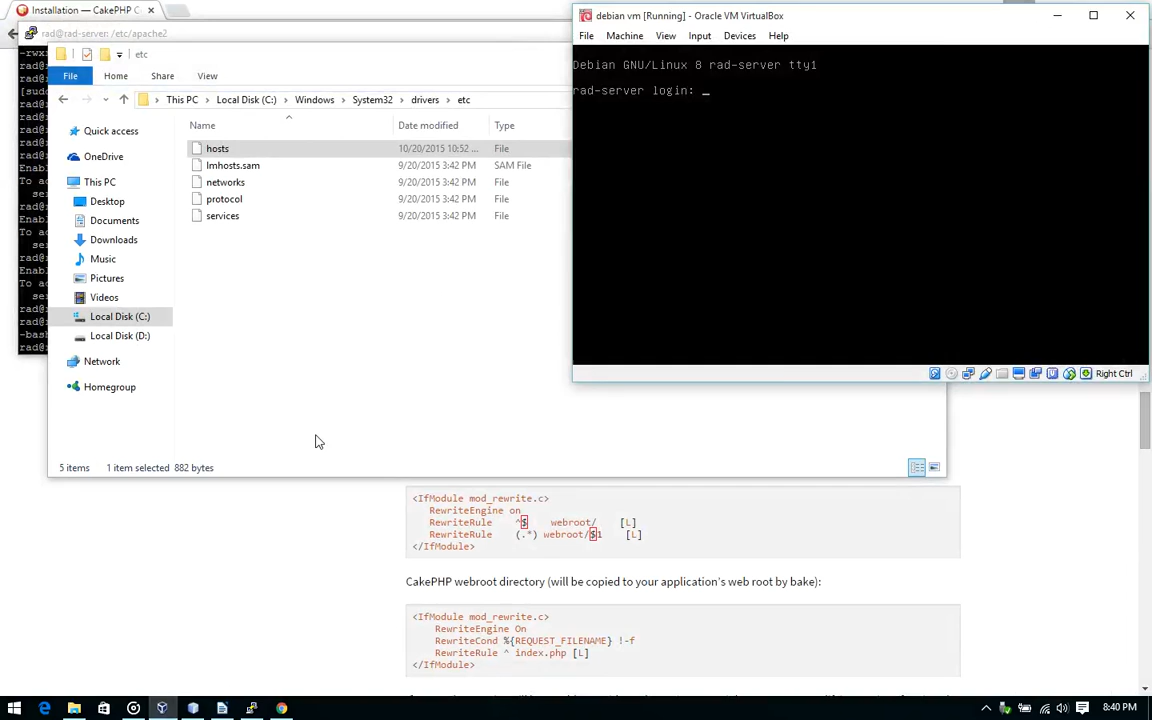 Installation — CakePHP C
rad@rad-server: /etc/apache2
etc
File Home Share View
This PC Local Disk (C:) Windows System32 drivers etc
Name Date modified Type
hosts 10/20/2015 10:52 ... File
lmhosts.sam 9/20/2015 3:42 PM SAM File
networks 9/20/2015 3:42 PM File
protocol 9/20/2015 3:42 PM File
services 9/20/2015 3:42 PM File
Quick access
OneDrive
This PC
Desktop
Documents
Downloads
Music
Pictures
Videos
Local Disk (C:)
Local Disk (D:)
Network
Homegroup
5 items 1 item selected 882 bytes
debian vm [Running] - Oracle VM VirtualBox
File Machine View Input Devices Help
Debian GNU/Linux 8 rad-server tty1
rad-server login: _
Right Ctrl
<IfModule mod_rewrite.c>
RewriteEngine on
RewriteRule ^$ webroot/ [L]
RewriteRule (.*) webroot/$1 [L]
</IfModule>
CakePHP webroot directory (will be copied to your application's web root by bake):
<IfModule mod_rewrite.c>
RewriteEngine On
RewriteCond %{REQUEST_FILENAME} !-f
RewriteRule ^ index.php [L]
</IfModule>
8:40 PM